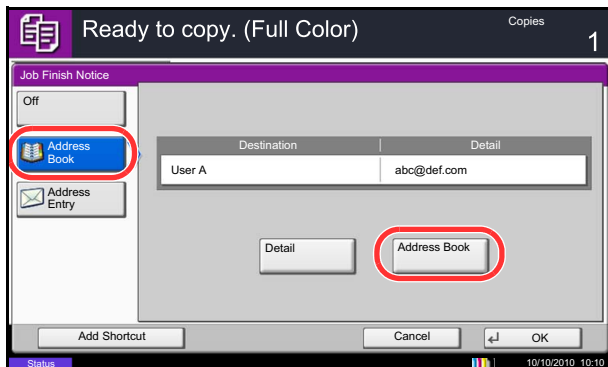 Ready to copy. (Full Color)
Copies
1
Job Finish Notice
Off
Address
Book
Address
Entry
Destination
Detail
User A
abc@def.com
Detail
Address Book
Add Shortcut
Cancel
OK
Status
10/10/2010 10:10